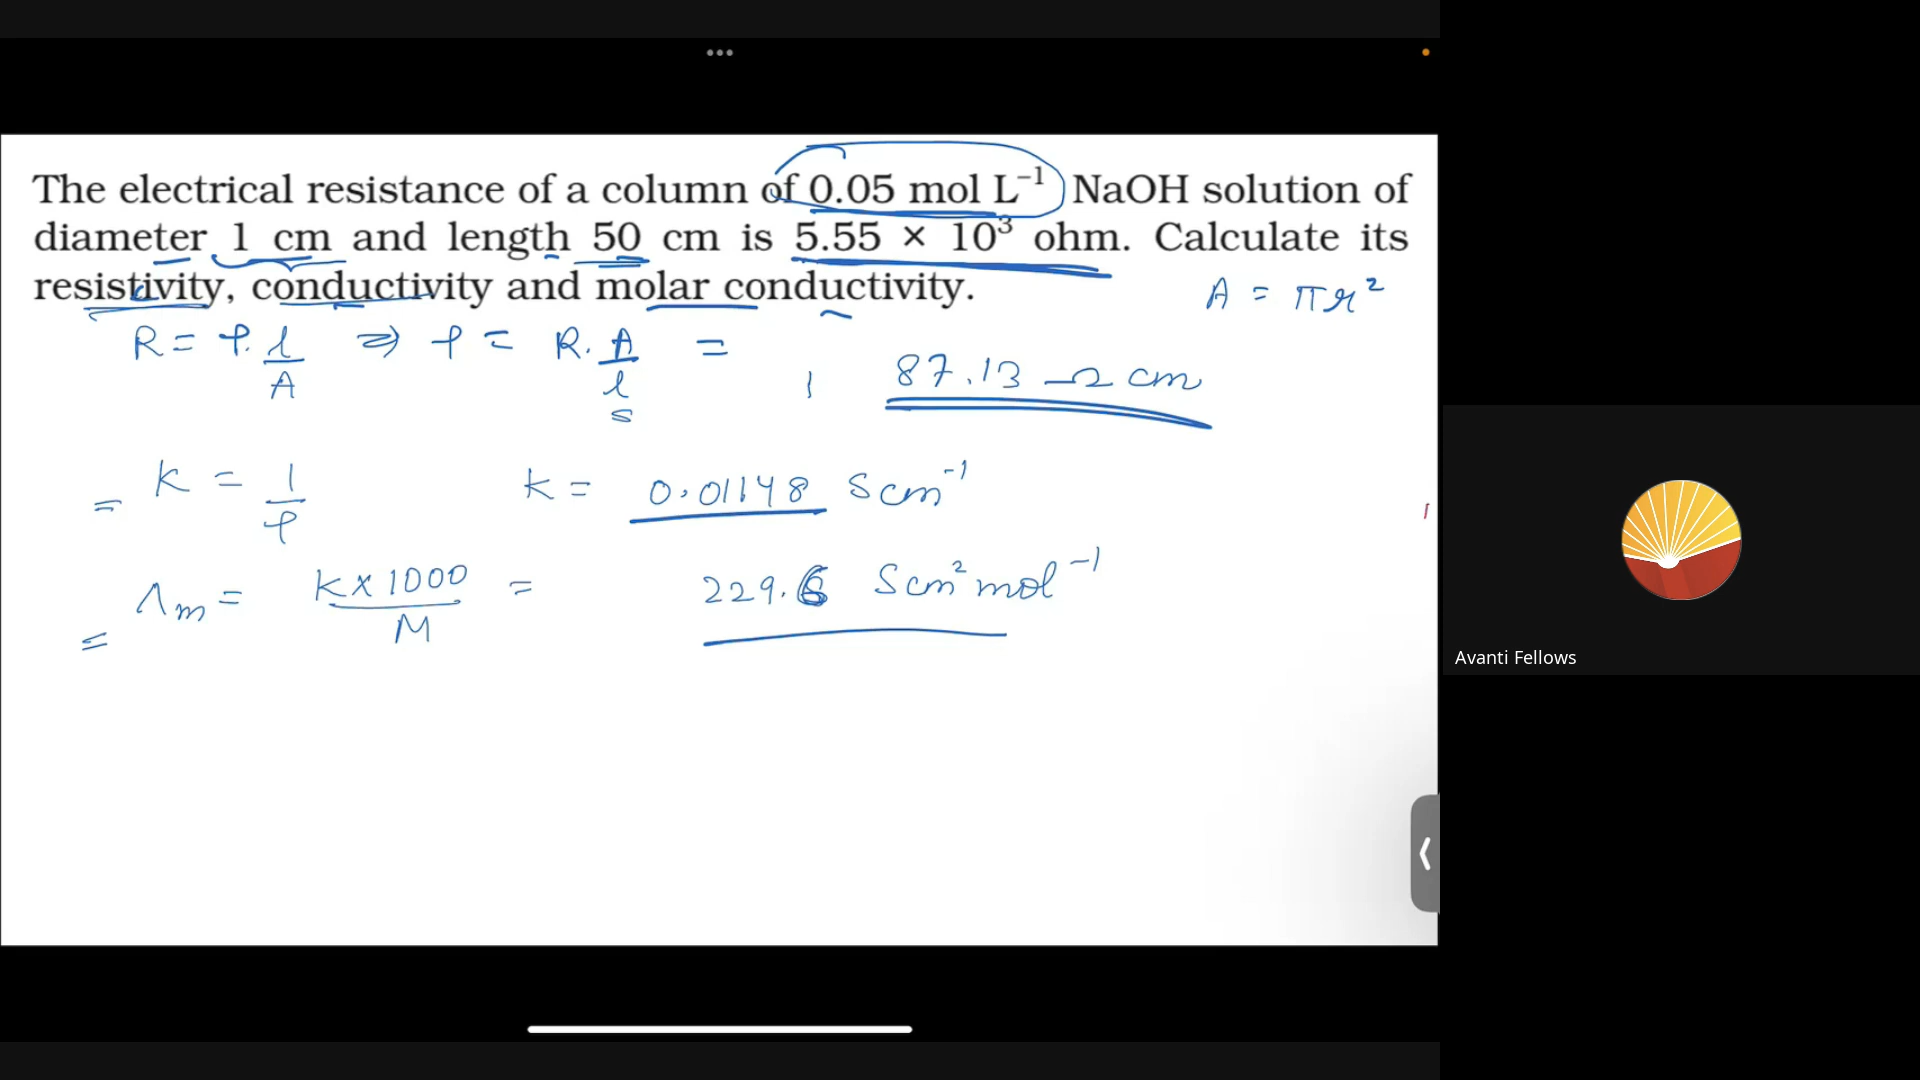 The electrical resistance of a column of 0.05 mol L⁻¹ NaOH solution of
diameter 1 cm and length 50 cm is 5.55 × 10³ ohm. Calculate its
resistivity, conductivity and molar conductivity.
A = πr²
R = ρ. l/A ⇒ ρ = R. A/l =
87.13 Ω cm
= K = 1/ρ K = 0.01148 S cm⁻¹
Λm = K × 1000 / M = 229.6 S cm² mol⁻¹
=
Avanti Fellows